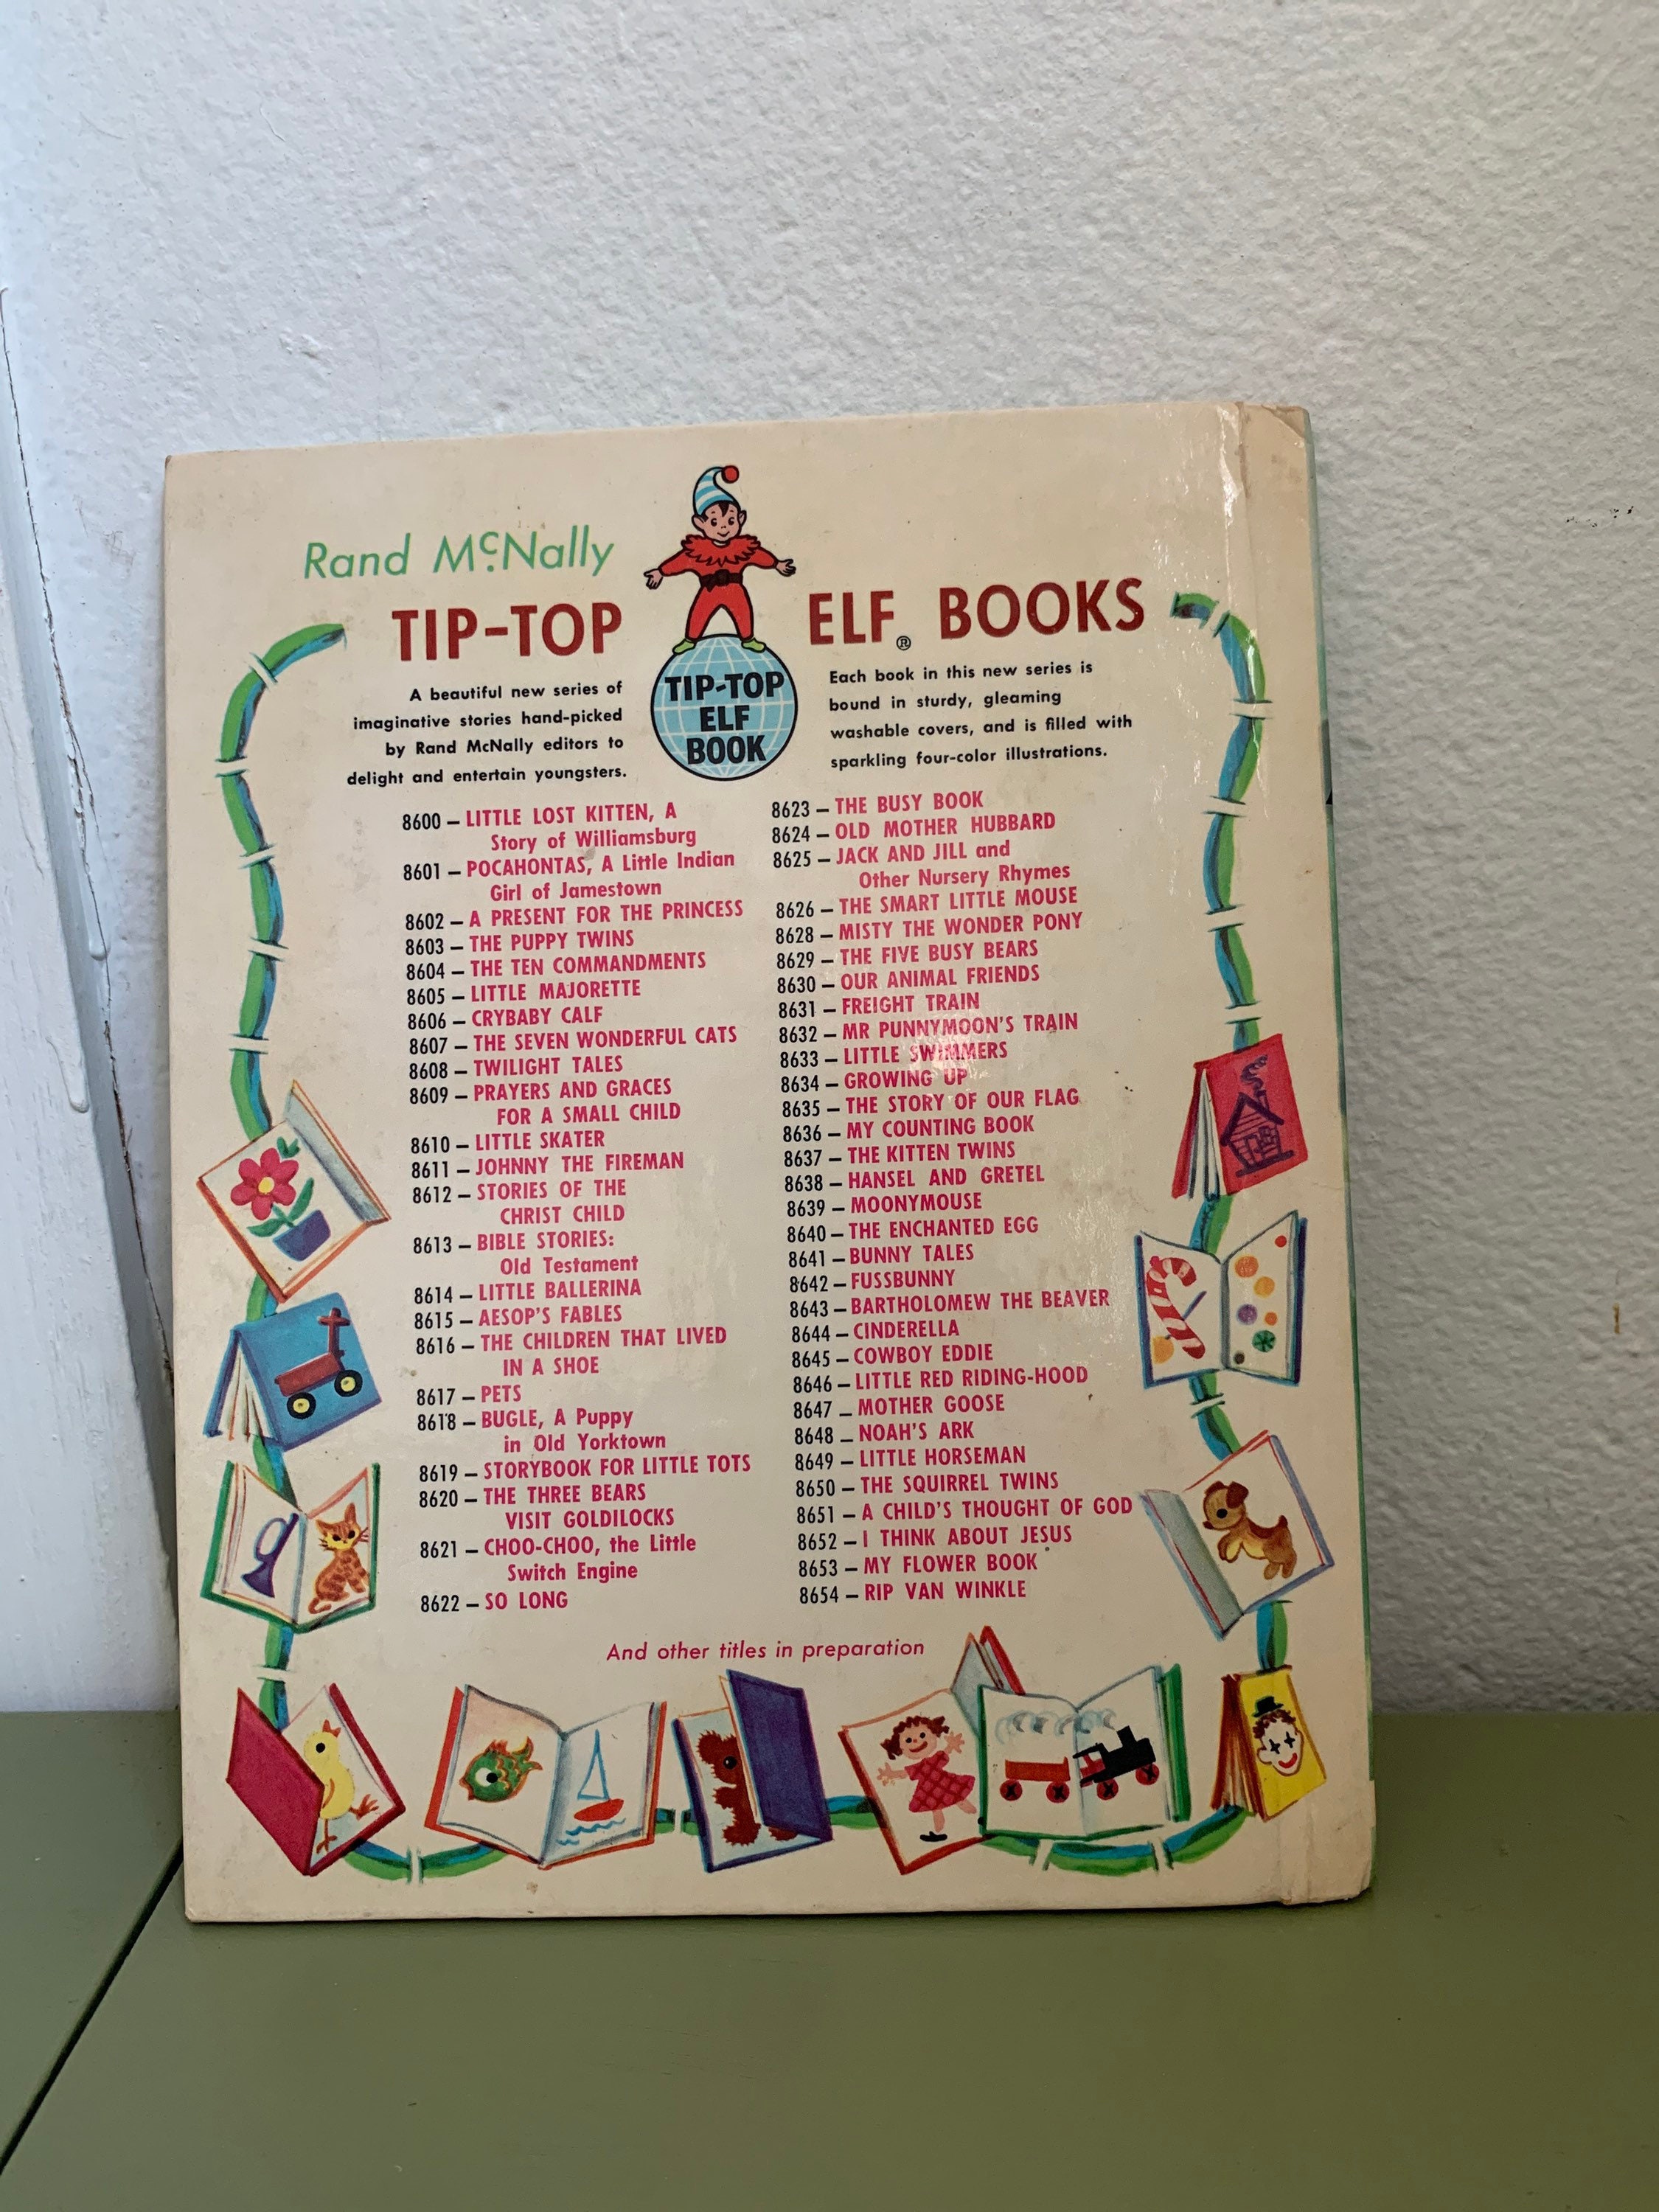 Rand McNally
TIP-TOP ELF® BOOKS
A beautiful new series of
imaginative stories hand-picked
by Rand McNally editors to
delight and entertain youngsters.
TIP-TOP
ELF
BOOK
Each book in this new series is
bound in sturdy, gleaming
washable covers, and is filled with
sparkling four-color illustrations.
8600 – LITTLE LOST KITTEN, A
Story of Williamsburg
8601 – POCAHONTAS, A Little Indian
Girl of Jamestown
8602 – A PRESENT FOR THE PRINCESS
8603 – THE PUPPY TWINS
8604 – THE TEN COMMANDMENTS
8605 – LITTLE MAJORETTE
8606 – CRYBABY CALF
8607 – THE SEVEN WONDERFUL CATS
8608 – TWILIGHT TALES
8609 – PRAYERS AND GRACES
FOR A SMALL CHILD
8610 – LITTLE SKATER
8611 – JOHNNY THE FIREMAN
8612 – STORIES OF THE
CHRIST CHILD
8613 – BIBLE STORIES:
Old Testament
8614 – LITTLE BALLERINA
8615 – AESOP'S FABLES
8616 – THE CHILDREN THAT LIVED
IN A SHOE
8617 – PETS
8618 – BUGLE, A Puppy
in Old Yorktown
8619 – STORYBOOK FOR LITTLE TOTS
8620 – THE THREE BEARS
VISIT GOLDILOCKS
8621 – CHOO-CHOO, the Little
Switch Engine
8622 – SO LONG
8623 – THE BUSY BOOK
8624 – OLD MOTHER HUBBARD
8625 – JACK AND JILL and
Other Nursery Rhymes
8626 – THE SMART LITTLE MOUSE
8628 – MISTY THE WONDER PONY
8629 – THE FIVE BUSY BEARS
8630 – OUR ANIMAL FRIENDS
8631 – FREIGHT TRAIN
8632 – MR PUNNYMOON'S TRAIN
8633 – LITTLE SWIMMERS
8634 – GROWING UP
8635 – THE STORY OF OUR FLAG
8636 – MY COUNTING BOOK
8637 – THE KITTEN TWINS
8638 – HANSEL AND GRETEL
8639 – MOONYMOUSE
8640 – THE ENCHANTED EGG
8641 – BUNNY TALES
8642 – FUSSBUNNY
8643 – BARTHOLOMEW THE BEAVER
8644 – CINDERELLA
8645 – COWBOY EDDIE
8646 – LITTLE RED RIDING-HOOD
8647 – MOTHER GOOSE
8648 – NOAH'S ARK
8649 – LITTLE HORSEMAN
8650 – THE SQUIRREL TWINS
8651 – A CHILD'S THOUGHT OF GOD
8652 – I THINK ABOUT JESUS
8653 – MY FLOWER BOOK
8654 – RIP VAN WINKLE
And other titles in preparation